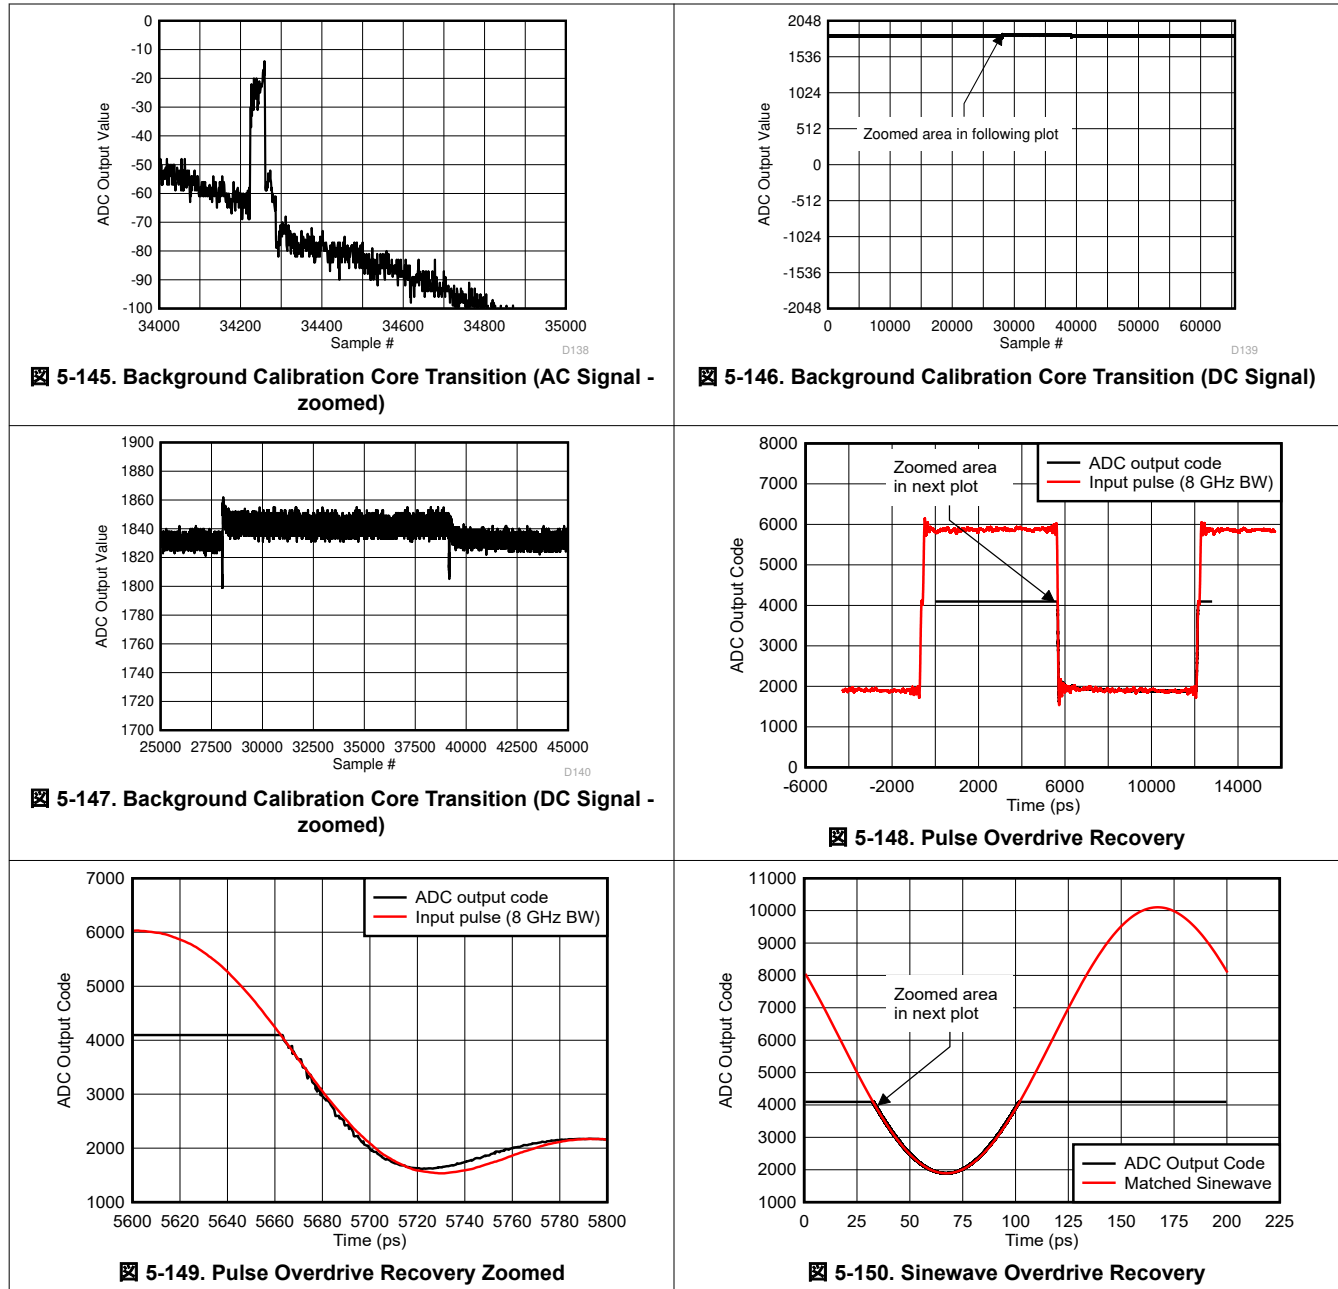 0
-10
-20
-30
-40
-50
-60
-70
-80
-90
-100
ADC Output Value
34000 34200 34400 34600 34800 35000
Sample #
D138
図 5-145. Background Calibration Core Transition (AC Signal -
zoomed)
2048
1536
1024
512
0
-512
-1024
-1536
-2048
ADC Output Value
Zoomed area in following plot
0 10000 20000 30000 40000 50000 60000
Sample #
D139
図 5-146. Background Calibration Core Transition (DC Signal)
1900
1880
1860
1840
1820
1800
1780
1760
1740
1720
1700
ADC Output Value
25000 27500 30000 32500 35000 37500 40000 42500 45000
Sample #
D140
図 5-147. Background Calibration Core Transition (DC Signal -
zoomed)
8000
7000
6000
5000
4000
3000
2000
1000
0
ADC Output Code
Zoomed area
in next plot
ADC output code
Input pulse (8 GHz BW)
-6000 -2000 2000 6000 10000 14000
Time (ps)
図 5-148. Pulse Overdrive Recovery
7000
6000
5000
4000
3000
2000
1000
ADC Output Code
ADC output code
Input pulse (8 GHz BW)
5600 5620 5640 5660 5680 5700 5720 5740 5760 5780 5800
Time (ps)
図 5-149. Pulse Overdrive Recovery Zoomed
11000
10000
9000
8000
7000
6000
5000
4000
3000
2000
1000
ADC Output Code
Zoomed area
in next plot
ADC Output Code
Matched Sinewave
0 25 50 75 100 125 150 175 200 225
Time (ps)
図 5-150. Sinewave Overdrive Recovery